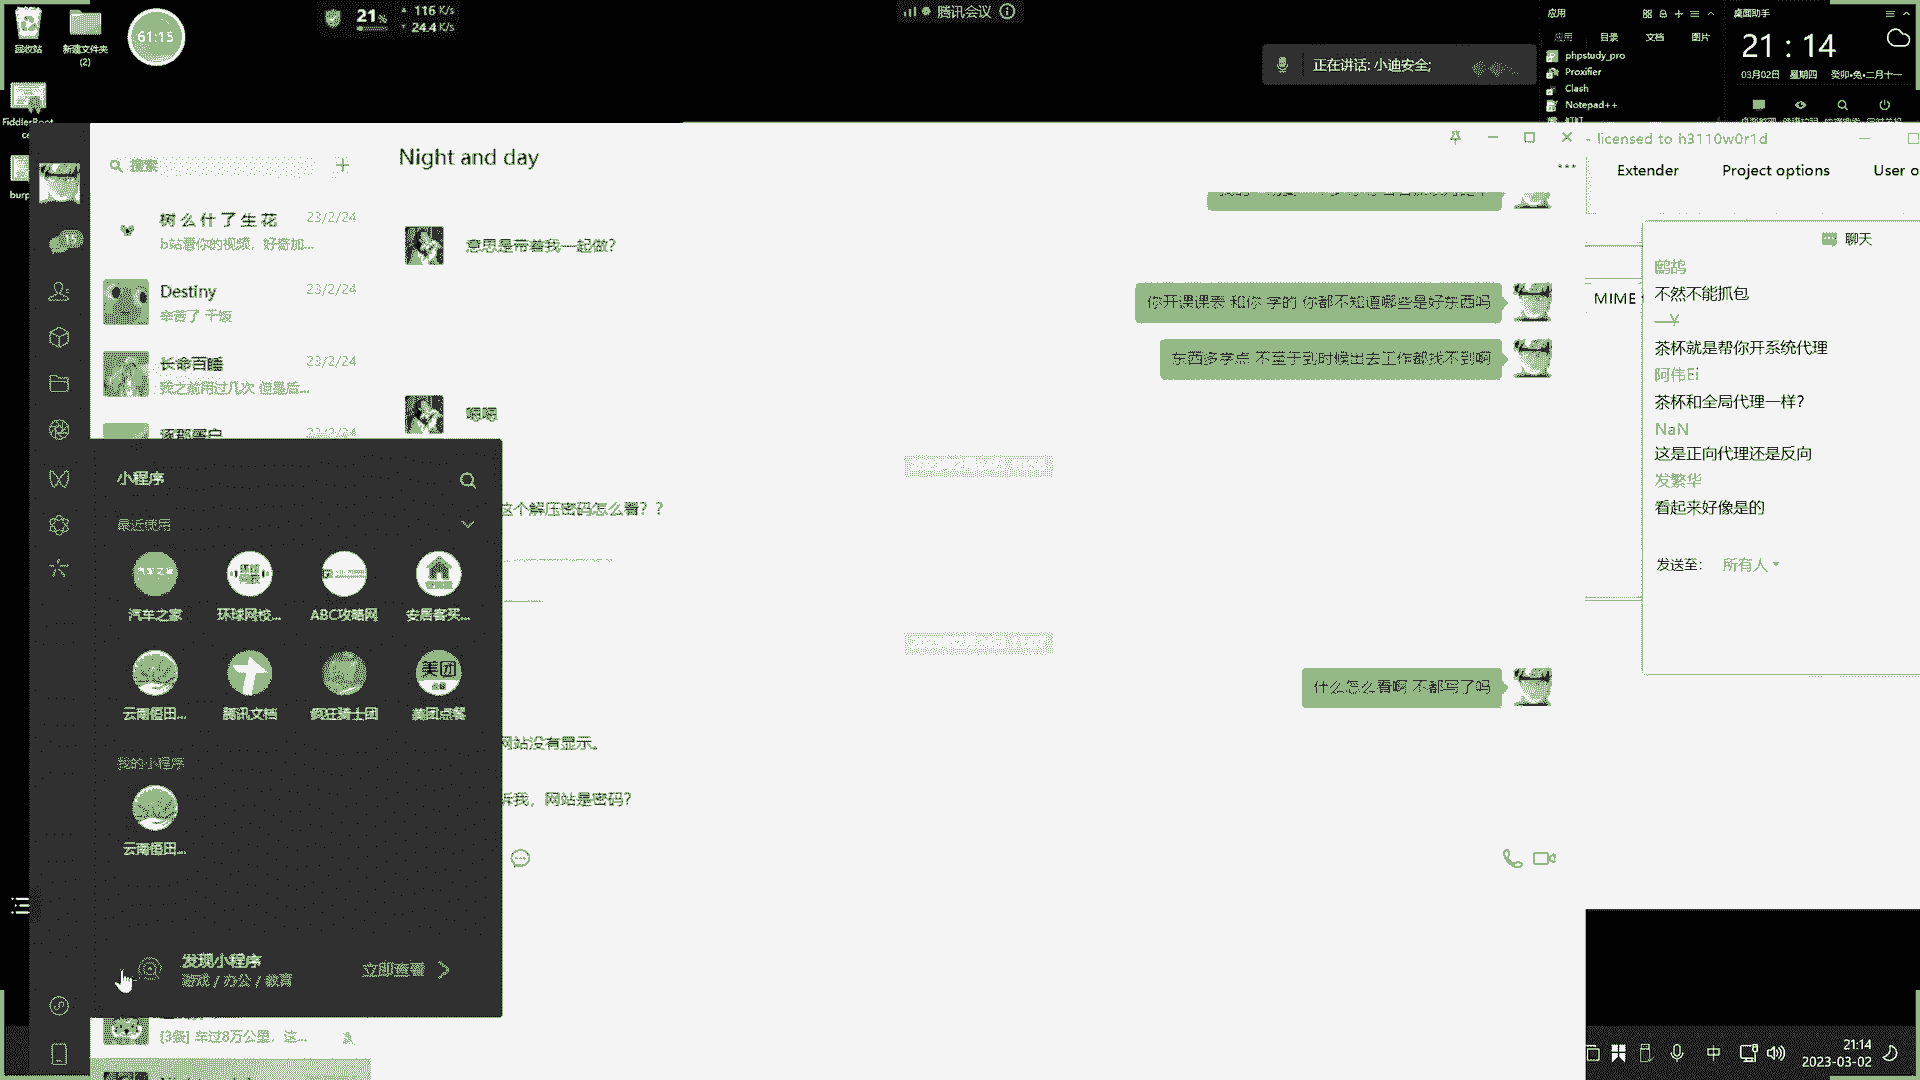 回收站
新建文件夹
(2)
61:15
21%
116 K/s
24.4 K/s
腾讯会议
正在讲话: 小迪安全;
应用
应用 目录 文档 图片
phpstudy_pro
Proxifier
Clash
Notepad++
桌面助手
21 : 14
03月02日 星期四 癸卯•兔•二月十一
FiddlerRoot
ce
burp
搜索
Night and day
- licensed to h3110w0r1d
Extender Project options User o
树 么 什 了 生 花 23/2/24
b站看你的视频，好奇加...
Destiny 23/2/24
辛苦了 干饭
长命百睡 23/2/24
我之前用过几次 但最后...
23/2/24
意思是带着我一起做?
你开课课表 和你 学的 你都不知道哪些是好东西吗
东西多学点 不至于到时候出去工作都找不到啊
嗯嗯
这个解压密码怎么看? ?
什么怎么看啊 不都写了吗
网站没有显示。
诉我，网站是密码?
小程序
最近使用
汽车之家 环球网校... ABC攻略网 安居客买...
云南佰田... 腾讯文档 疯狂骑士团 美团点餐
我的小程序
云南佰田...
发现小程序
游戏 / 办公 / 教育
立即查看
[3条] 车过8万公里，这...
MIME
聊天
鹧鸪
不然不能抓包
一Y
茶杯就是帮你开系统代理
阿伟Ei
茶杯和全局代理一样?
NaN
这是正向代理还是反向
发繁华
看起来好像是的
发送至: 所有人
中
21:14
2023-03-02